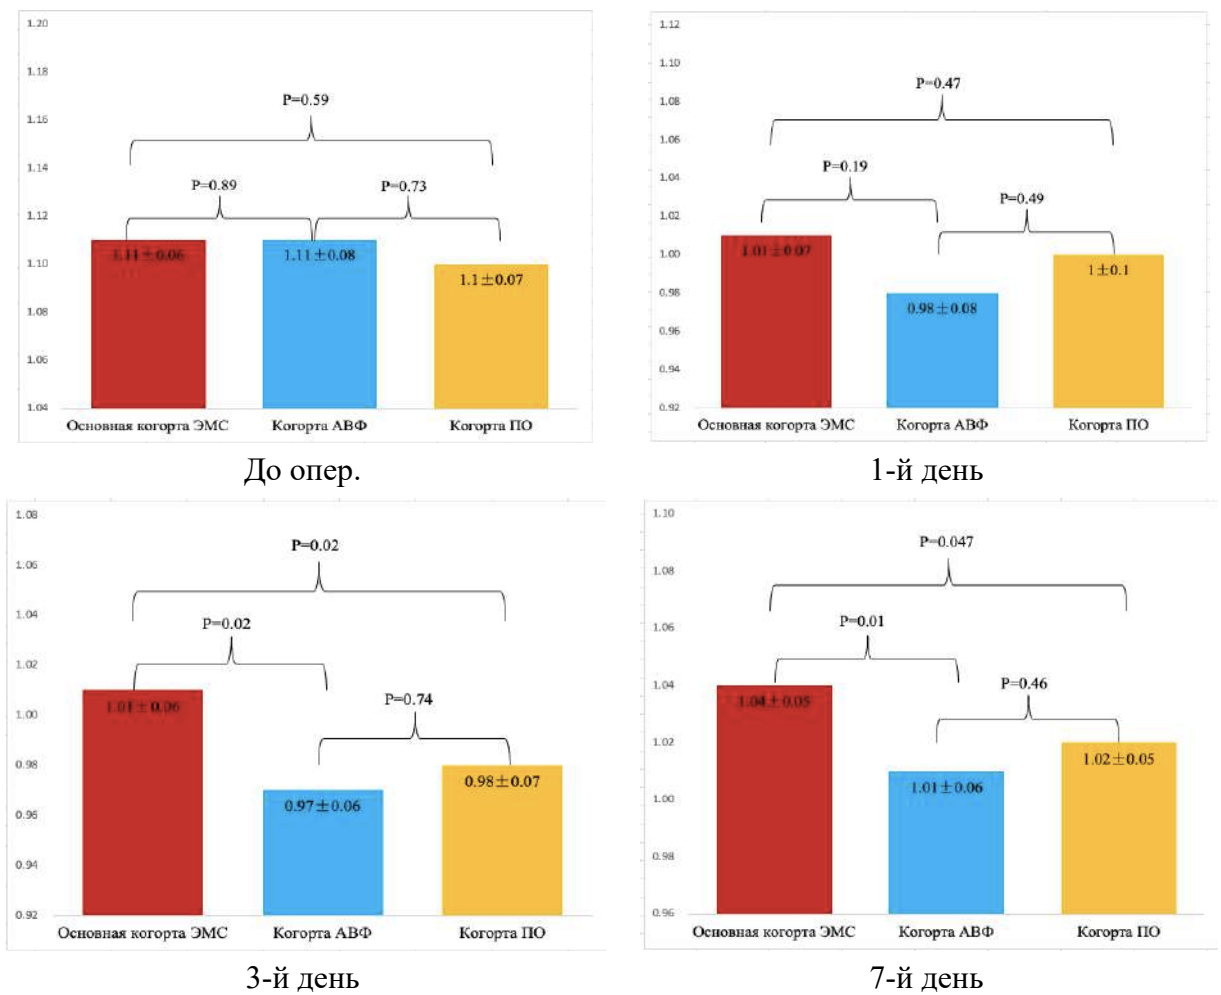 1.20
1.18
P=0.59
1.16
1.14
P=0.89
P=0.73
1.12
1.11±0.06
1.11±0.08
1.10
1.1±0.07
1.08
1.06
1.04
Основная когорта ЭМС
Когорта АВФ
Когорта ПО
До опер.
1.12
1.10
P=0.47
1.08
1.06
P=0.19
1.04
P=0.49
1.02
1.01±0.07
1.00
1±0.1
0.98
0.98±0.08
0.96
0.94
0.92
Основная когорта ЭМС
Когорта АВФ
Когорта ПО
1-й день
1.08
P=0.02
1.06
1.04
P=0.02
1.02
P=0.74
1.01±0.06
1.00
0.98
0.98±0.07
0.97±0.06
0.96
0.94
0.92
Основная когорта ЭМС
Когорта АВФ
Когорта ПО
3-й день
1.10
P=0.047
1.08
1.06
P=0.01
1.04
P=0.46
1.04±0.05
1.02
1.02±0.05
1.01±0.06
1.00
0.98
0.96
Основная когорта ЭМС
Когорта АВФ
Когорта ПО
7-й день